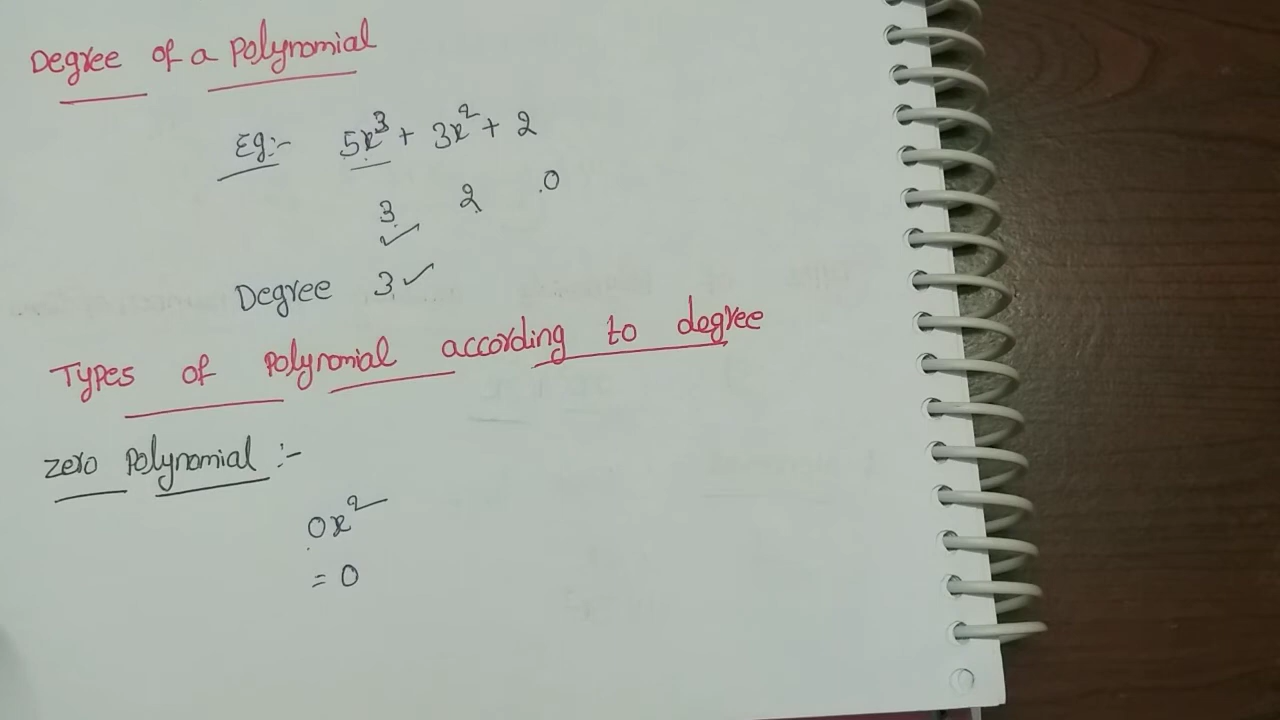 Degree of a Polynomial
Eg:- 5x³ + 3x² + 2
3 2 0
Degree 3 ✓
Types of Polynomial according to degree
zero Polynomial :-
0x²
= 0